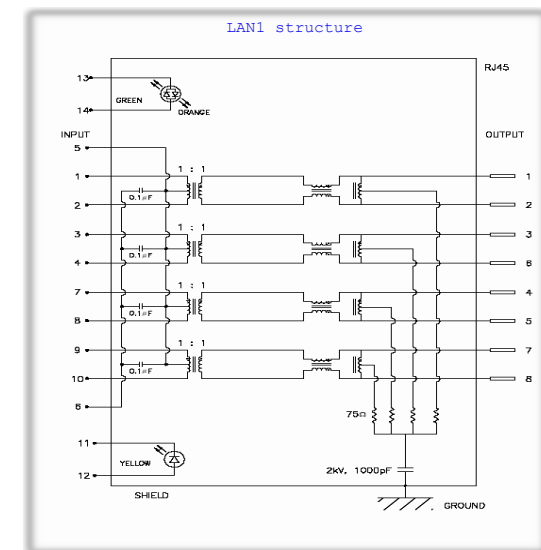 LAN1 structure
RJ45
13
GREEN
14
ORANGE
INPUT
OUTPUT
5
1 : 1
1
1
0.1µF
2
2
1 : 1
3
3
0.1µF
4
6
1 : 1
7
4
0.1µF
8
5
1 : 1
9
7
0.1µF
10
8
6
75Ω
11
YELLOW
12
2kV, 1000pF
SHIELD
GROUND